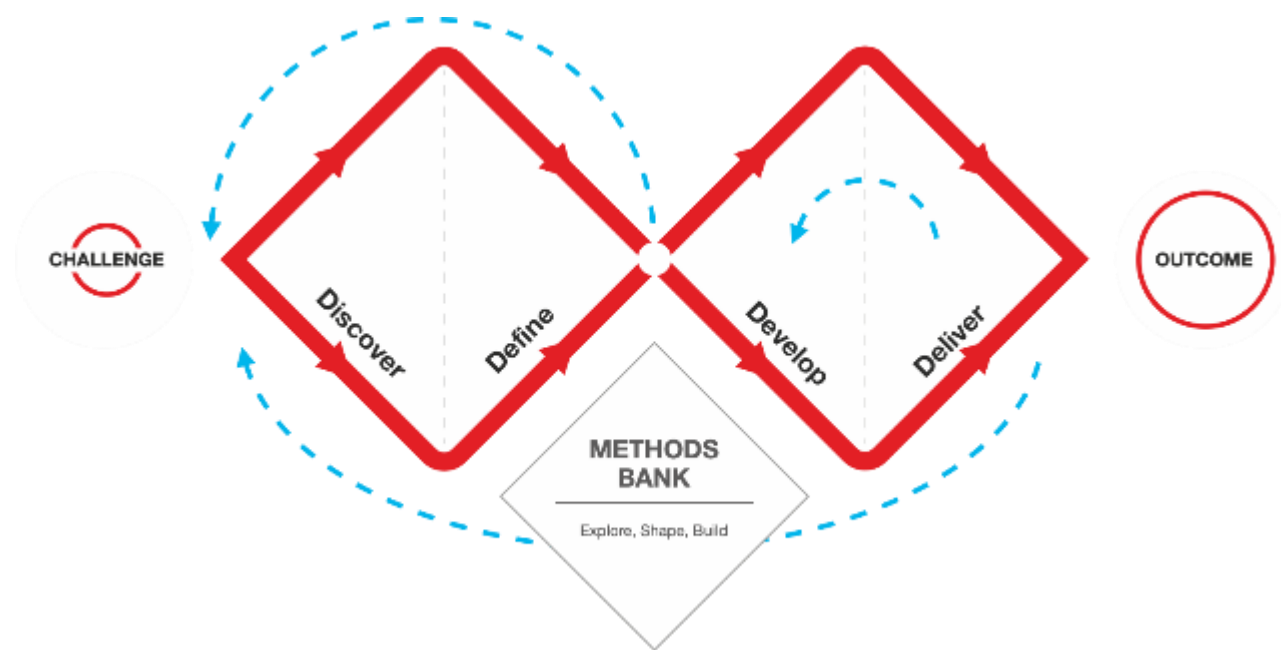 CHALLENGE
Discover
Define
Develop
Deliver
OUTCOME
METHODS
BANK
Explore, Shape, Build